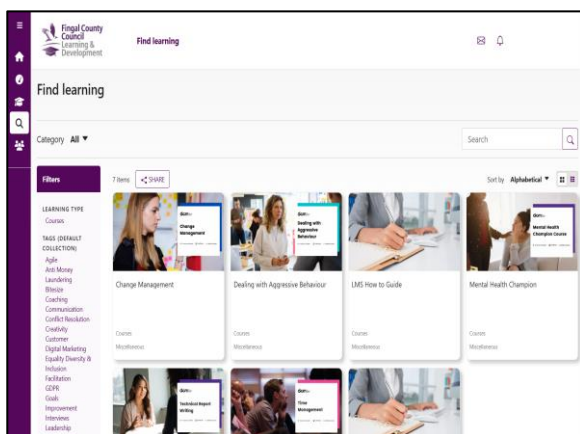 Fingal County
Council
Learning &
Development
Find learning
Find learning
Category All
Search
Filters
7 items
SHARE
Sort by Alphabetical
LEARNING TYPE
Courses
TAGS (DEFAULT
COLLECTION)
Agile
Anti Money
Laundering
Bitesize
Coaching
Communication
Conflict Resolution
Creativity
Customer
Digital Marketing
Equality Diversity &
Inclusion
Facilitation
GDPR
Goals
Improvement
Interviews
Leadership
Change
Management
Change Management
Courses
Miscellaneous
Dealing with
Aggressive
Behaviour
Dealing with Aggressive Behaviour
Courses
Miscellaneous
LMS How to Guide
Courses
Miscellaneous
Mental Health
Champion Course
Mental Health Champion
Courses
Miscellaneous
Technical Report
Writing
Time
Management